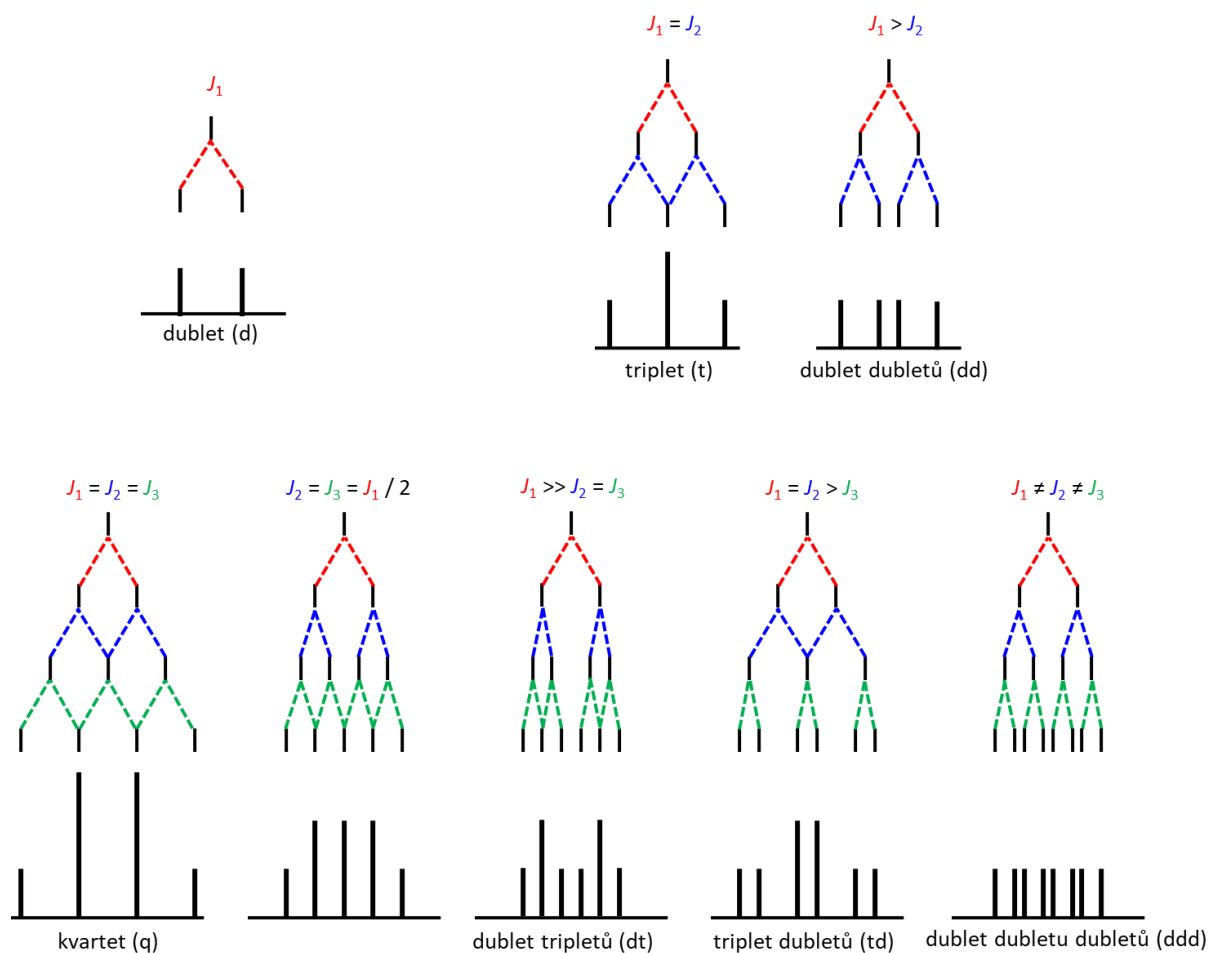 J₁ = J₂
J₁ > J₂
J₁
dublet (d)
triplet (t)
dublet dubletů (dd)
J₁ = J₂ = J₃
J₂ = J₃ = J₁ / 2
J₁ >> J₂ = J₃
J₁ = J₂ > J₃
J₁ ≠ J₂ ≠ J₃
kvartet (q)
dublet tripletů (dt)
triplet dubletů (td)
dublet dubletu dubletů (ddd)